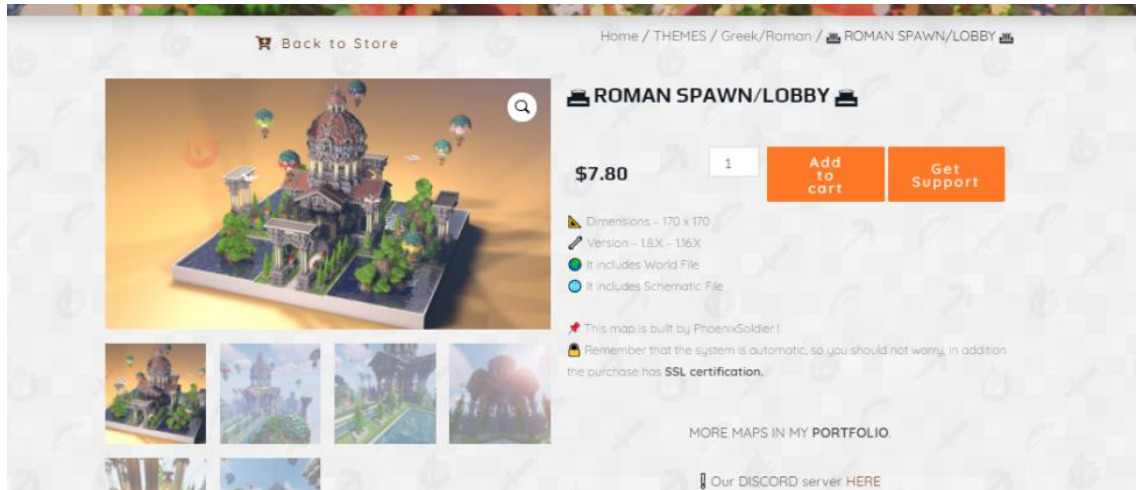 Back to Store
Home / THEMES / Greek/Roman / ROMAN SPAWN/LOBBY
ROMAN SPAWN/LOBBY
$7.80
1
Add
to
cart
Get
Support
Dimensions – 170 x 170
Version – 1.8.X – 1.16.X
It includes World File
It includes Schematic File
This map is built by PhoenixSoldier !
Remember that the system is automatic, so you should not worry, in addition
the purchase has SSL certification.
MORE MAPS IN MY PORTFOLIO.
Our DISCORD server HERE